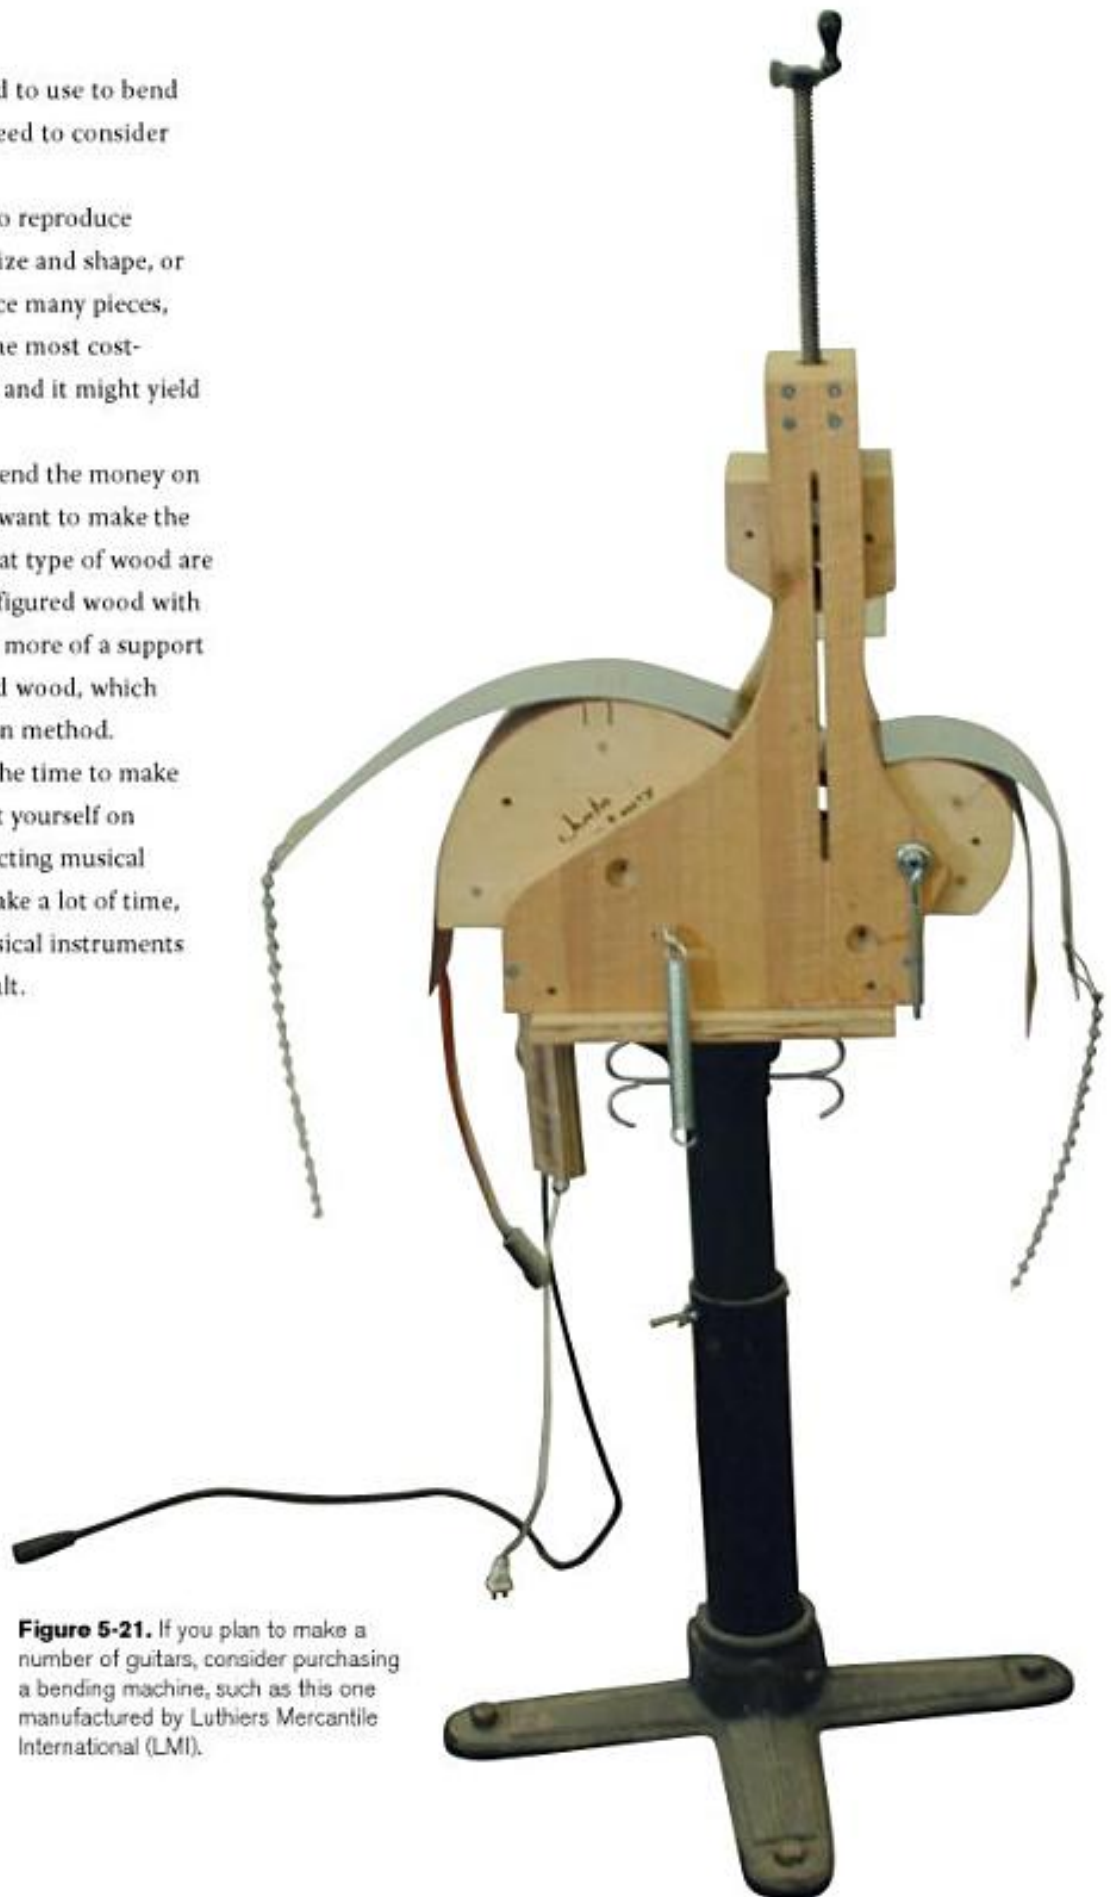 d to use to bend
eed to consider
o reproduce
ize and shape, or
ce many pieces,
ne most cost-
and it might yield
end the money on
want to make the
at type of wood are
figured wood with
more of a support
d wood, which
n method.
he time to make
t yourself on
cting musical
ake a lot of time,
sical instruments
ult.
Figure 5-21. If you plan to make a
number of guitars, consider purchasing
a bending machine, such as this one
manufactured by Luthiers Mercantile
International (LMI).